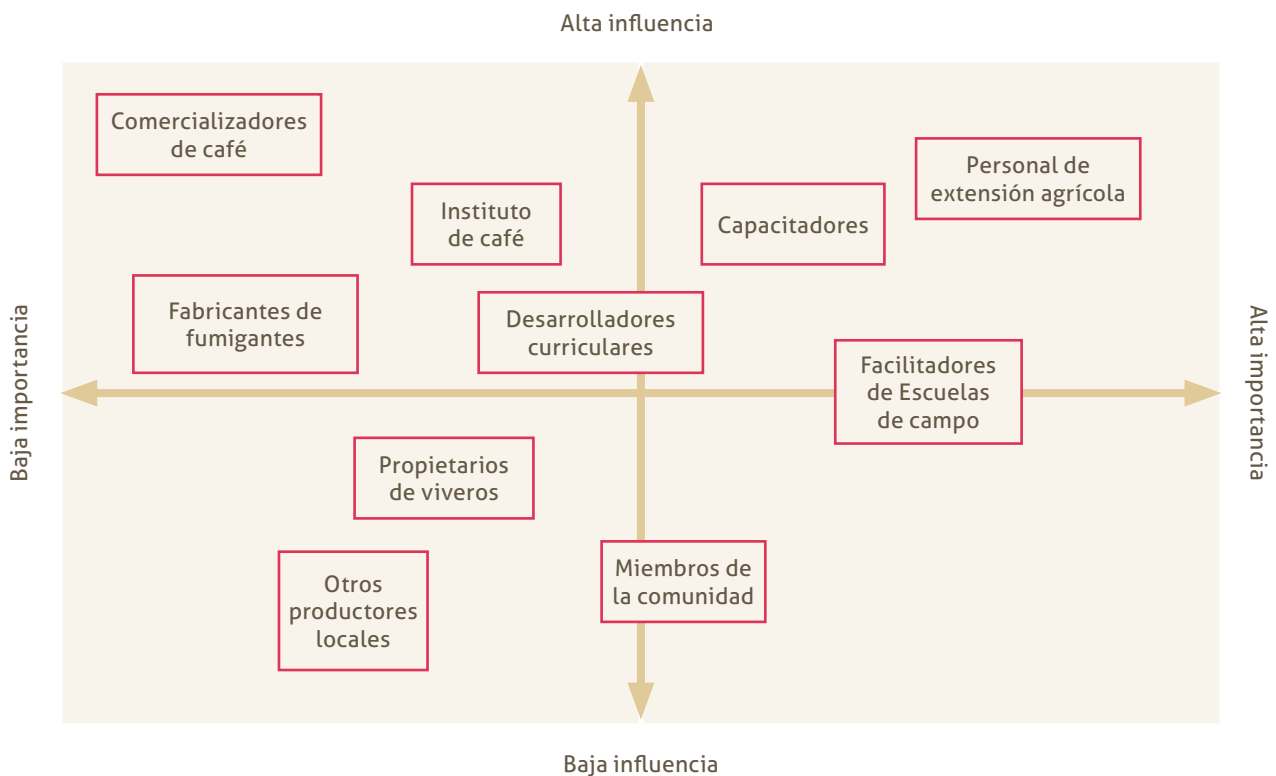 Alta influencia
Comercializadores
de café
Personal de
extensión agrícola
Instituto
de café
Capacitadores
Fabricantes de
fumigantes
Desarrolladores
curriculares
Facilitadores
de Escuelas
de campo
Baja importancia
Alta importancia
Propietarios
de viveros
Otros
productores
locales
Miembros de
la comunidad
Baja influencia